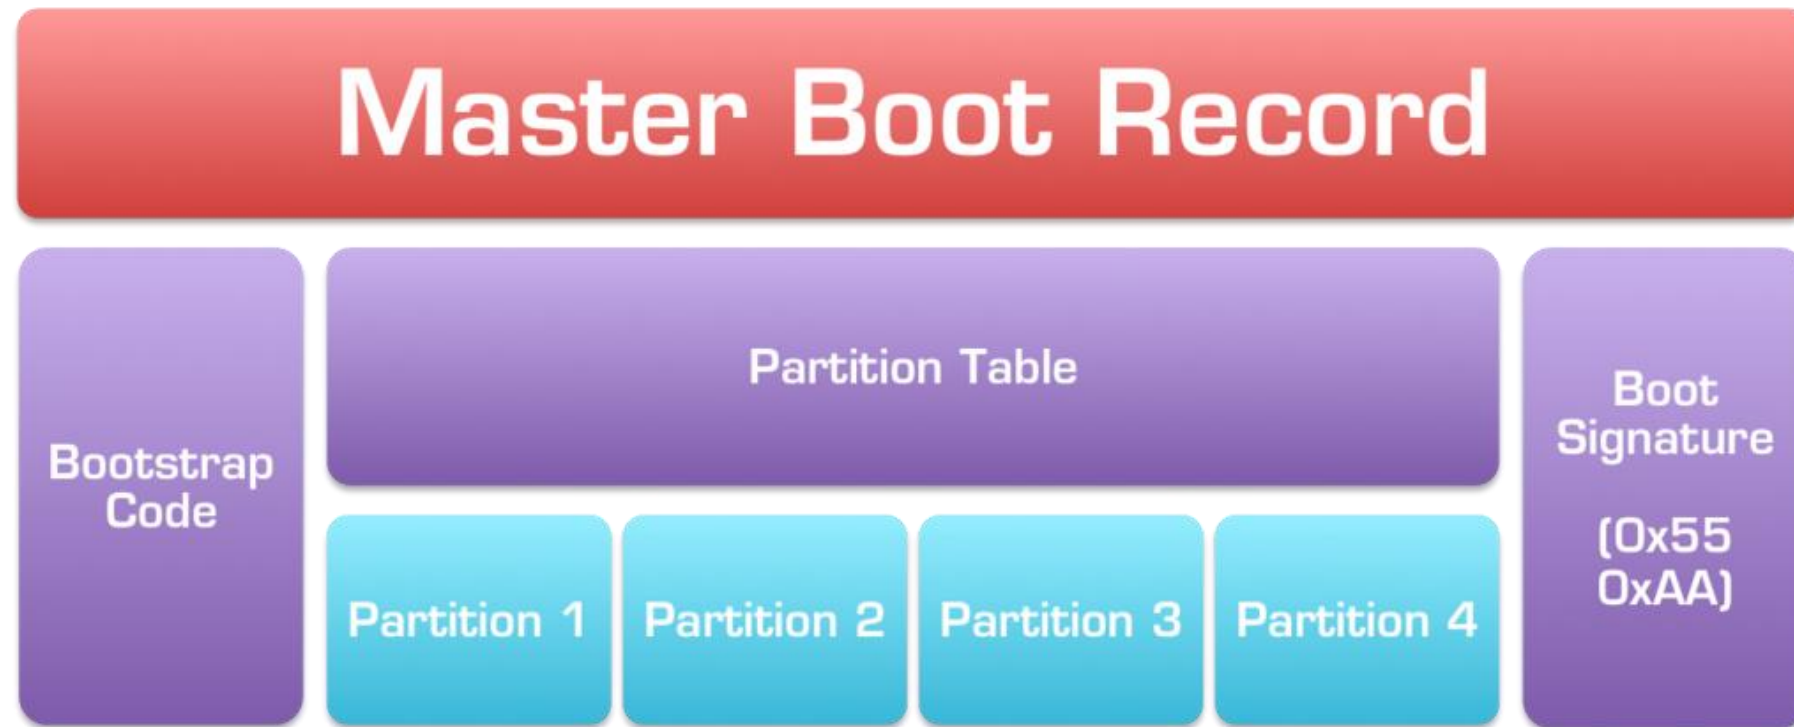 Master Boot Record
Bootstrap
Code
Partition Table
Partition 1
Partition 2
Partition 3
Partition 4
Boot
Signature
(0x55
0xAA)